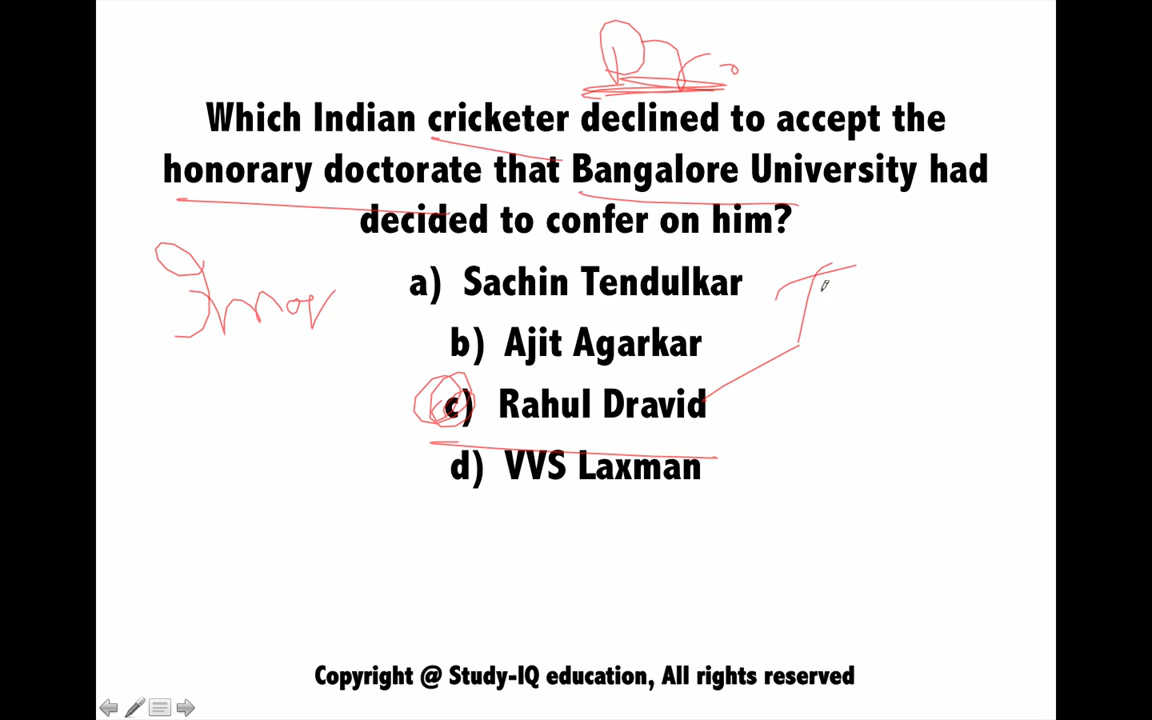 Dr.
Which Indian cricketer declined to accept the
honorary doctorate that Bangalore University had
decided to confer on him?
a) Sachin Tendulkar
b) Ajit Agarkar
c) Rahul Dravid
d) VVS Laxman
Copyright @ Study-IQ education, All rights reserved